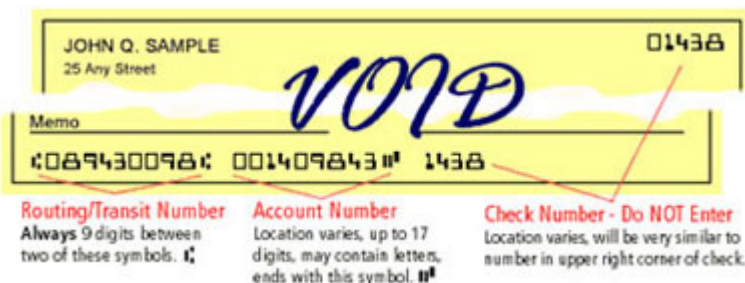 JOHN Q. SAMPLE
01438
25 Any Street
VOID
Memo
⑆089430098⑆ 001409843⑈ 1438
Routing/Transit Number
Always 9 digits between
two of these symbols. ⑆
Account Number
Location varies, up to 17
digits, may contain letters,
ends with this symbol. ⑈
Check Number - Do NOT Enter
Location varies, will be very similar to
number in upper right corner of check.